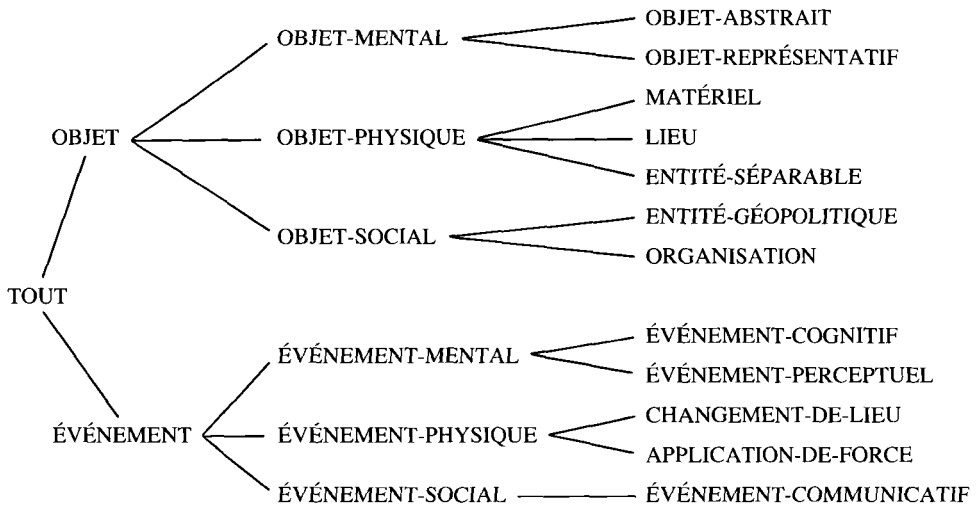 OBJET-ABSTRAIT
OBJET-MENTAL
OBJET-REPRÉSENTATIF
MATÉRIEL
OBJET OBJET-PHYSIQUE LIEU
ENTITÉ-SÉPARABLE
ENTITÉ-GÉOPOLITIQUE
OBJET-SOCIAL
ORGANISATION
TOUT
ÉVÉNEMENT-COGNITIF
ÉVÉNEMENT-MENTAL
ÉVÉNEMENT-PERCEPTUEL
CHANGEMENT-DE-LIEU
ÉVÉNEMENT ÉVÉNEMENT-PHYSIQUE
APPLICATION-DE-FORCE
ÉVÉNEMENT-SOCIAL ÉVÉNEMENT-COMMUNICATIF